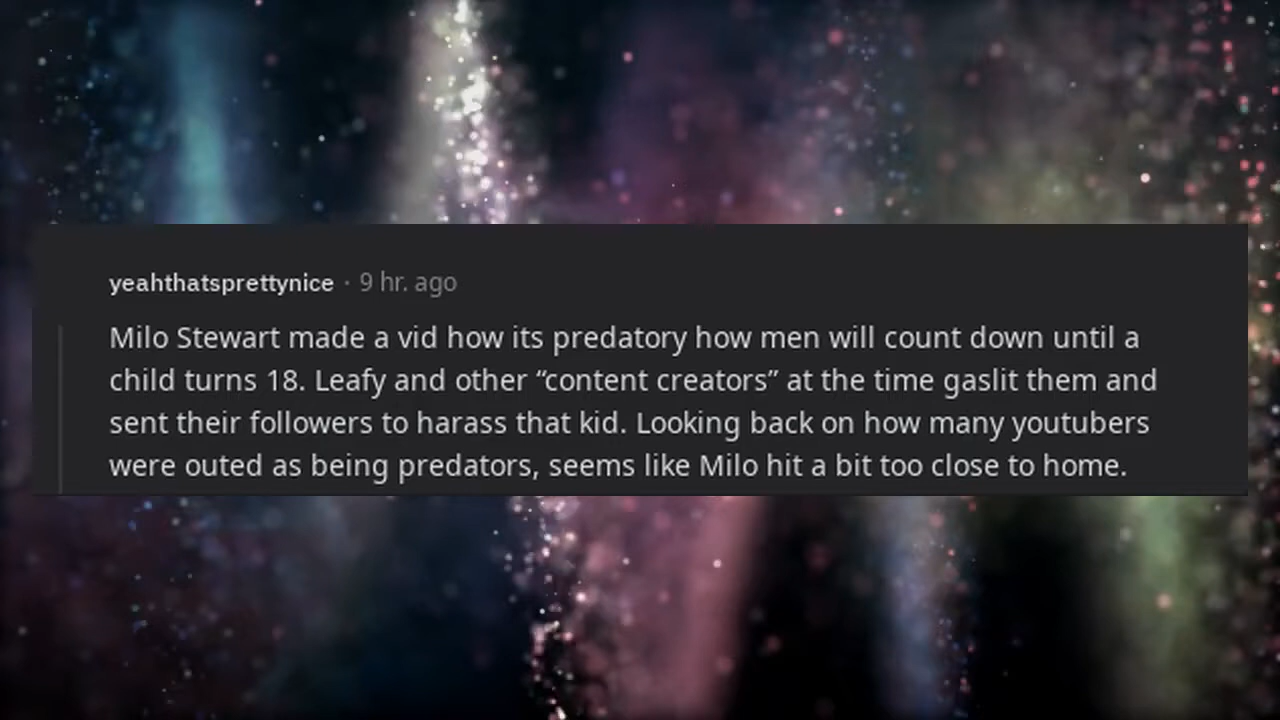 yeahthatsprettynice · 9 hr. ago
Milo Stewart made a vid how its predatory how men will count down until a
child turns 18. Leafy and other “content creators” at the time gaslit them and
sent their followers to harass that kid. Looking back on how many youtubers
were outed as being predators, seems like Milo hit a bit too close to home.